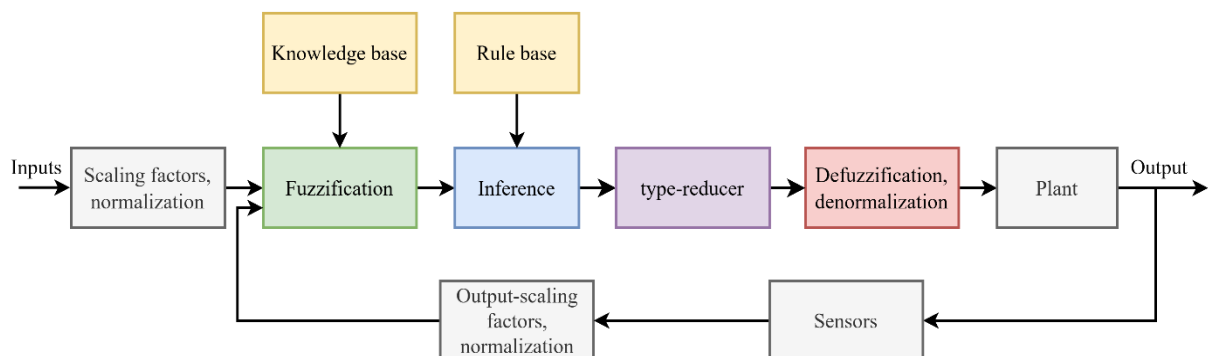 Knowledge base
Rule base
Inputs
Scaling factors,
normalization
Fuzzification
Inference
type-reducer
Defuzzification,
denormalization
Plant
Output
Output-scaling
factors,
normalization
Sensors